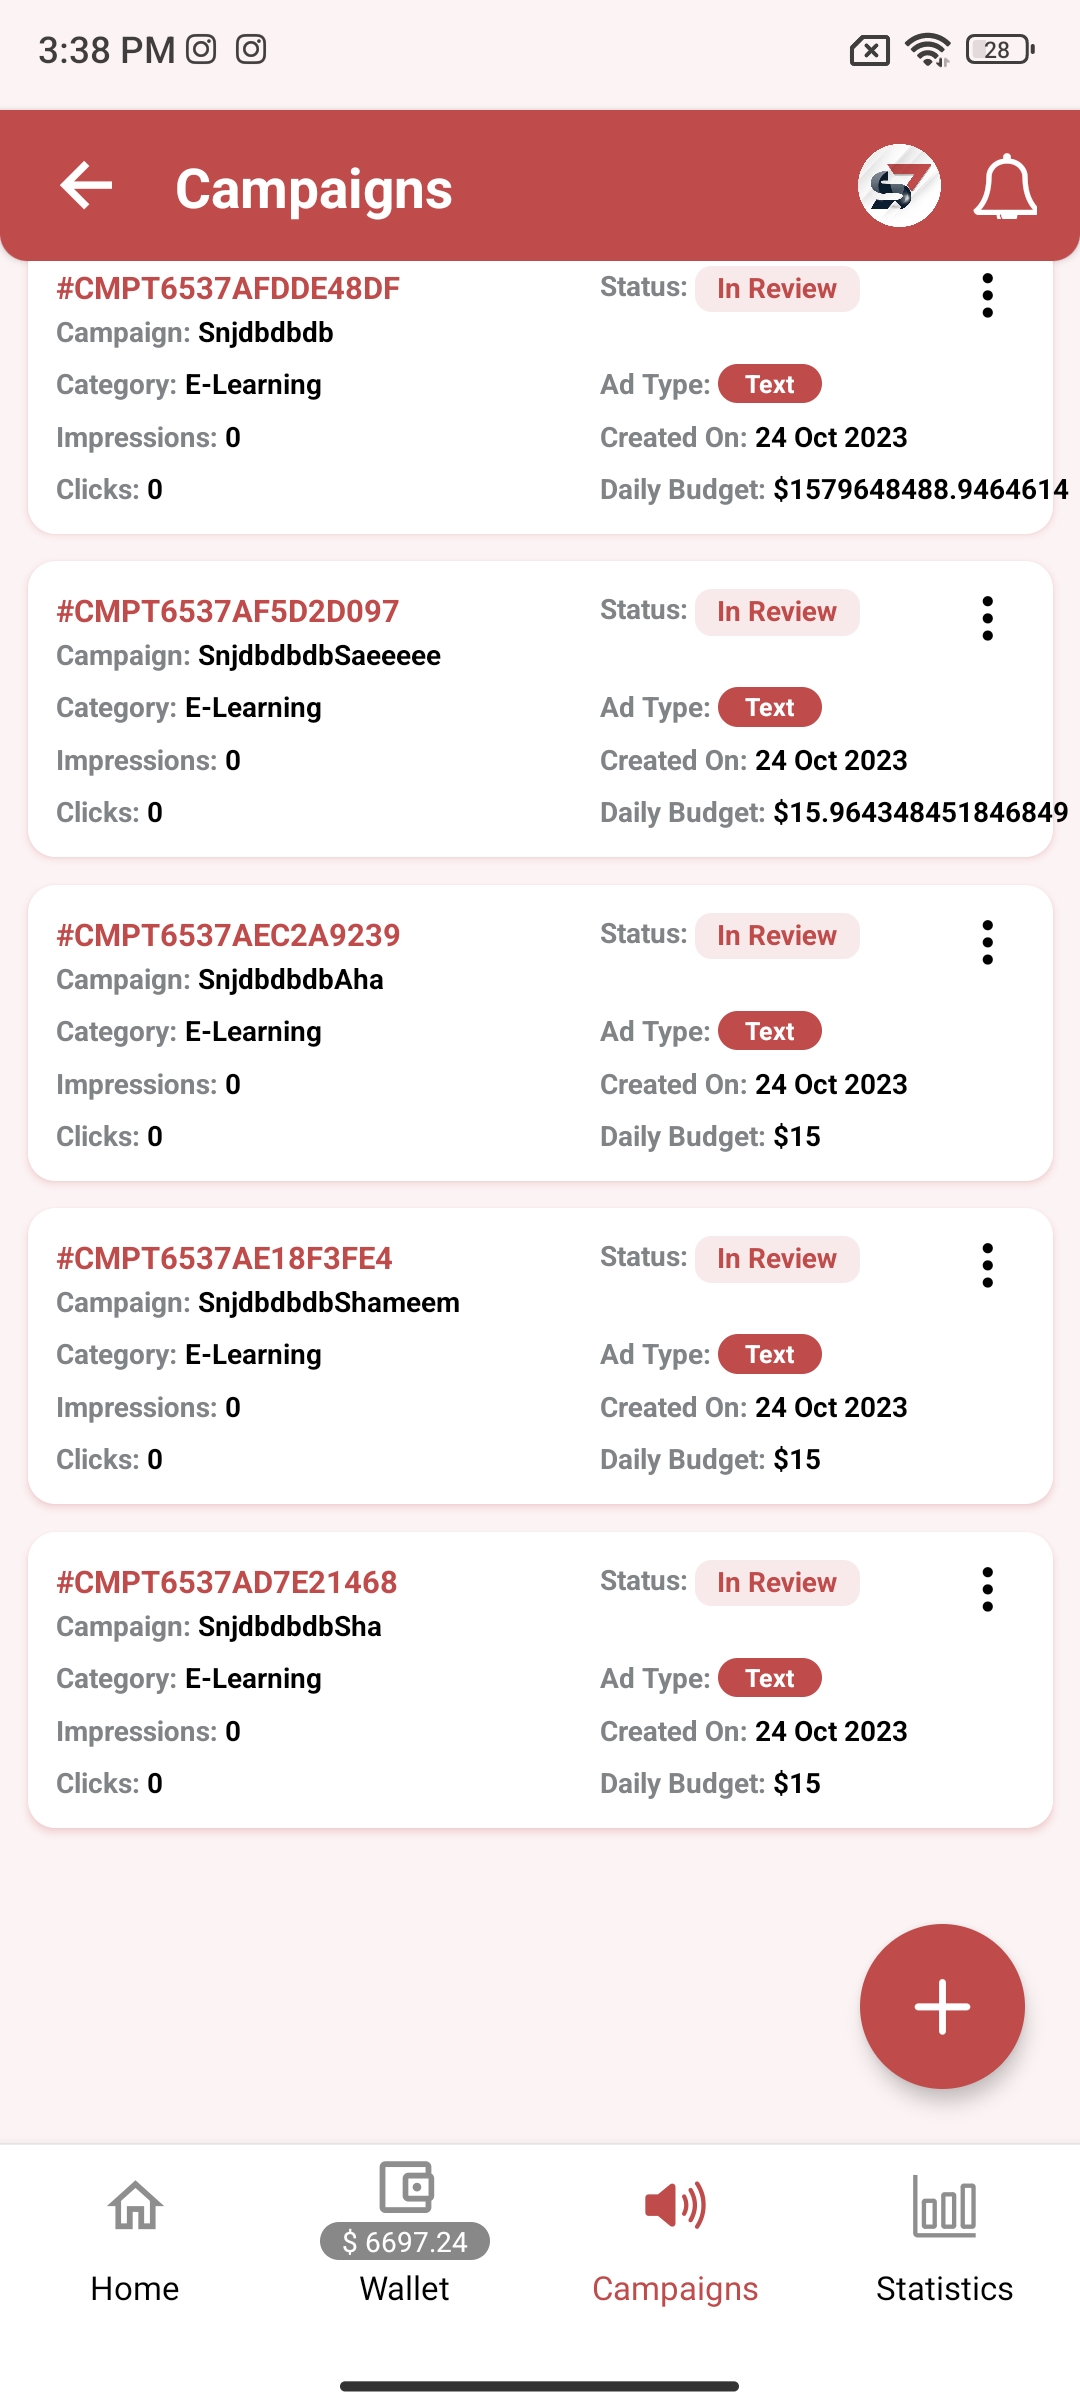 3:38 PM
28
Campaigns
#CMPT6537AFDDE48DF
Status: In Review
Campaign: Snjdbdbdb
Category: E-Learning
Ad Type: Text
Impressions: 0
Created On: 24 Oct 2023
Clicks: 0
Daily Budget: $1579648488.9464614
#CMPT6537AF5D2D097
Status: In Review
Campaign: SnjdbdbdbSaeeeee
Category: E-Learning
Ad Type: Text
Impressions: 0
Created On: 24 Oct 2023
Clicks: 0
Daily Budget: $15.964348451846849
#CMPT6537AEC2A9239
Status: In Review
Campaign: SnjdbdbdbAha
Category: E-Learning
Ad Type: Text
Impressions: 0
Created On: 24 Oct 2023
Clicks: 0
Daily Budget: $15
#CMPT6537AE18F3FE4
Status: In Review
Campaign: SnjdbdbdbShameem
Category: E-Learning
Ad Type: Text
Impressions: 0
Created On: 24 Oct 2023
Clicks: 0
Daily Budget: $15
#CMPT6537AD7E21468
Status: In Review
Campaign: SnjdbdbdbSha
Category: E-Learning
Ad Type: Text
Impressions: 0
Created On: 24 Oct 2023
Clicks: 0
Daily Budget: $15
$ 6697.24
Home
Wallet
Campaigns
Statistics